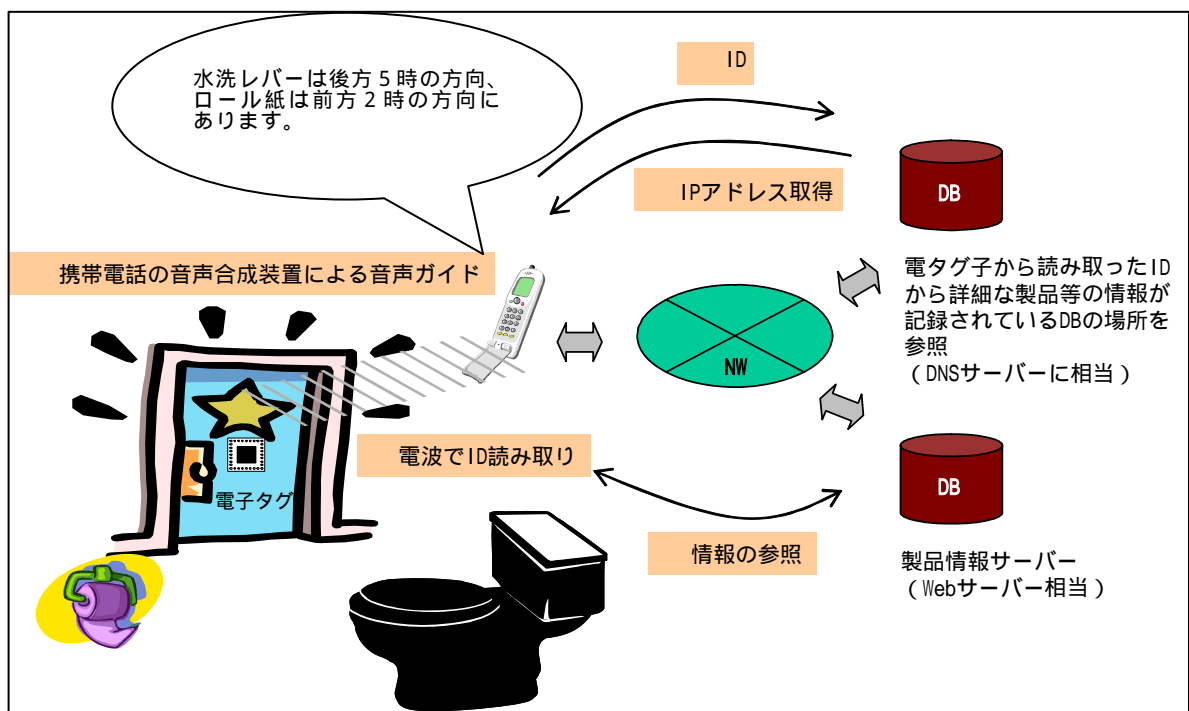 水洗レバーは後方５時の方向、
ロール紙は前方２時の方向に
あります。
ID
IPアドレス取得
DB
携帯電話の音声合成装置による音声ガイド
電タグ子から読み取ったID
から詳細な製品等の情報が
記録されているDBの場所を
参照
（DNSサーバーに相当）
NW
電波でID読み取り
電子タグ
DB
情報の参照
製品情報サーバー
（Webサーバー相当）